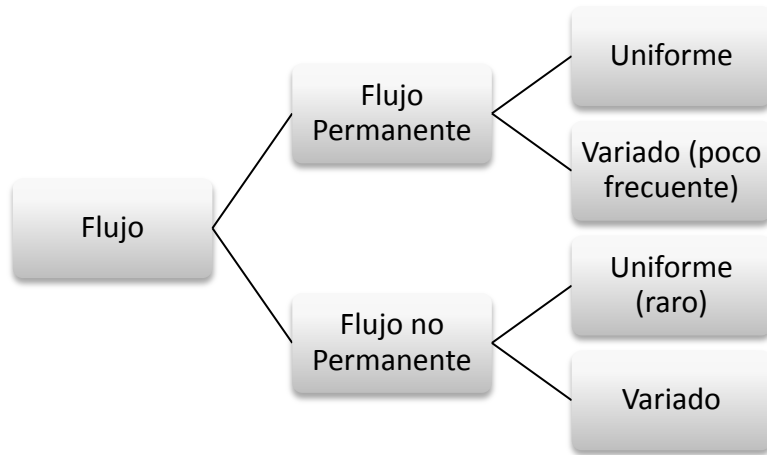 Flujo
Flujo
Permanente
Uniforme
Variado (poco
frecuente)
Flujo no
Permanente
Uniforme
(raro)
Variado